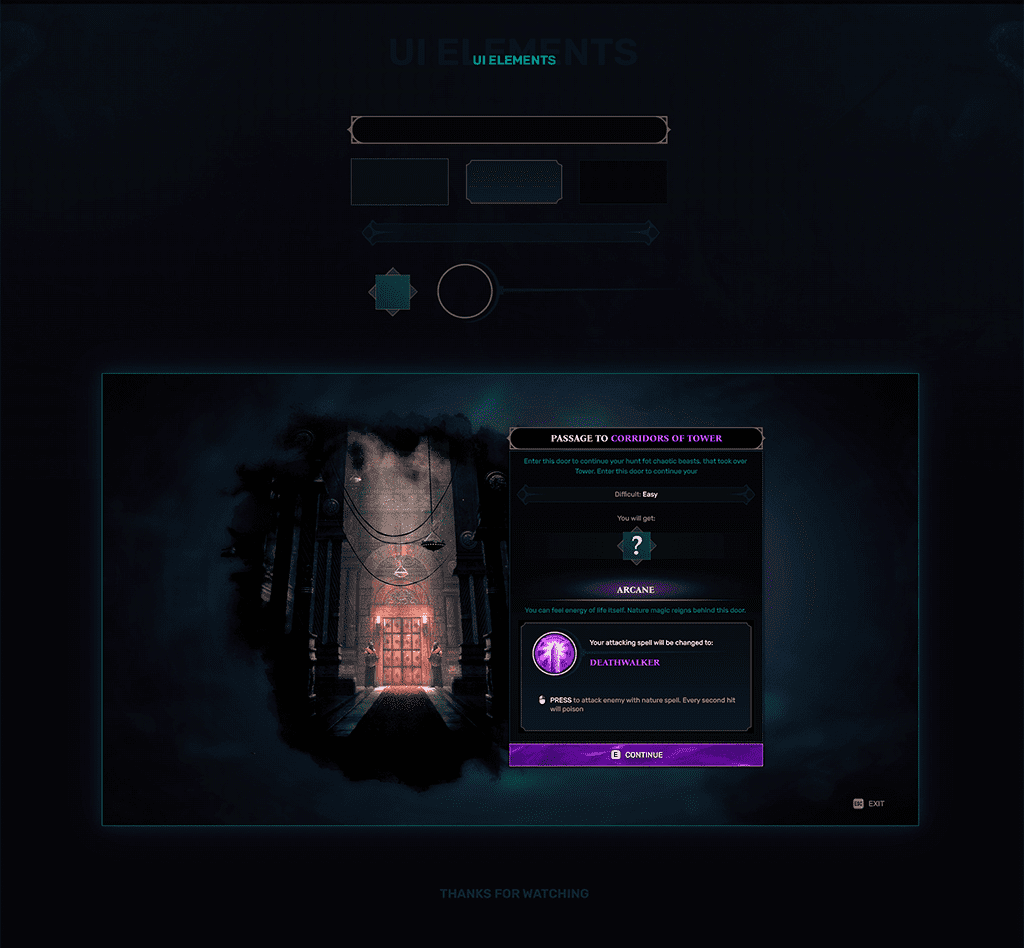 UI ELEMENTS
UI ELEMENTS
PASSAGE TO CORRIDORS OF TOWER
Enter this door to continue your hunt fot chaotic beasts, that took over
Tower. Enter this door to continue your
Difficult: Easy
You will get:
?
ARCANE
You can feel energy of life itself. Nature magic reigns behind this door.
Your attacking spell will be changed to:
DEATHWALKER
PRESS to attack enemy with nature spell. Every second hit
will poison
E CONTINUE
ESC EXIT
THANKS FOR WATCHING